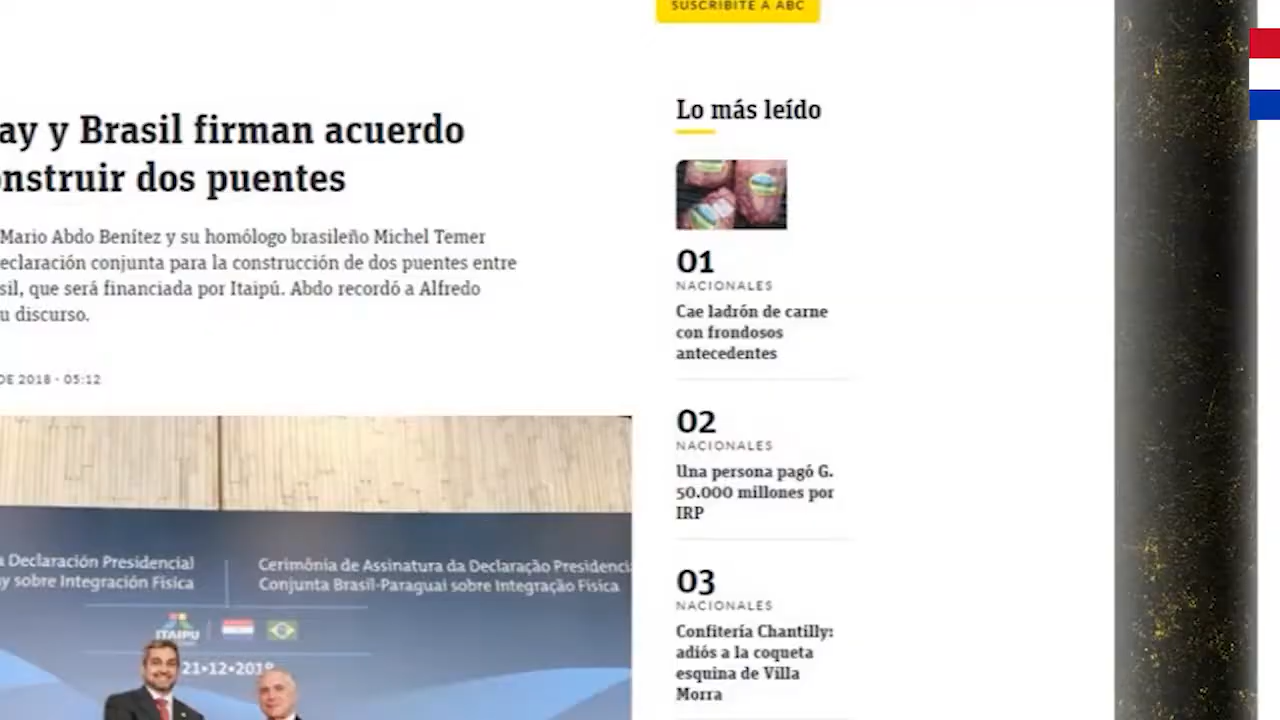 SUSCRIBITE A ABC
ay y Brasil firman acuerdo
onstruir dos puentes
Mario Abdo Benítez y su homólogo brasileño Michel Temer
eclaración conjunta para la construcción de dos puentes entre
sil, que será financiada por Itaipú. Abdo recordó a Alfredo
u discurso.
DE 2018 - 05:12
a Declaración Presidencial
y sobre Integración Física
Cerimônia de Assinatura da Declaração Presidencia
Conjunta Brasil-Paraguai sobre Integração Física
ITAIPU
21•12•2018
Lo más leído
01
NACIONALES
Cae ladrón de carne
con frondosos
antecedentes
02
NACIONALES
Una persona pagó G.
50.000 millones por
IRP
03
NACIONALES
Confitería Chantilly:
adiós a la coqueta
esquina de Villa
Morra